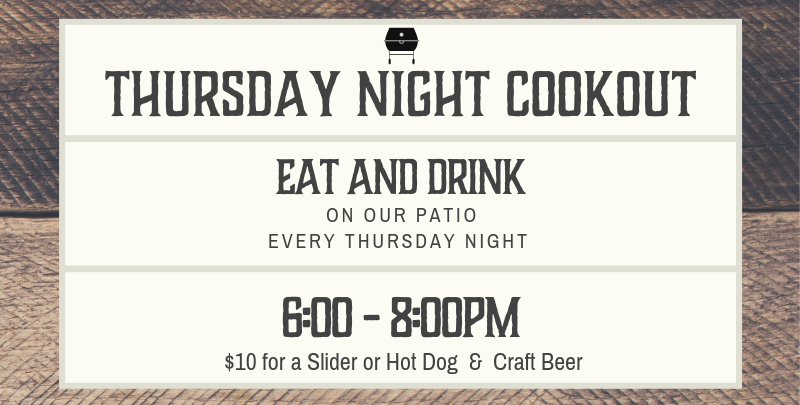 THURSDAY NIGHT COOKOUT
EAT AND DRINK
ON OUR PATIO
EVERY THURSDAY NIGHT
6:00 - 8:00PM
$10 for a Slider or Hot Dog & Craft Beer